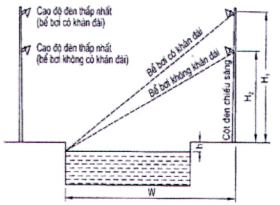 Cao độ đèn thấp nhất
(bể bơi có khán đài)
Cao độ đèn thấp nhất
(bể bơi không có khán đài)
Bể bơi có khán đài
Bể bơi không khán đài
Cột đèn chiếu sáng
H₁
H₂
h
W